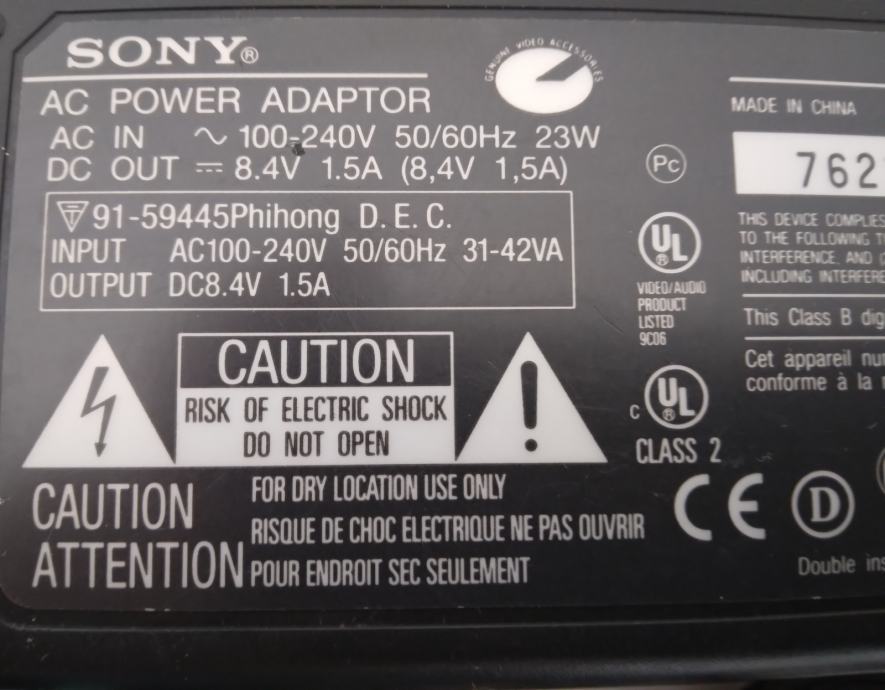 SONY®
GENUINE VIDEO ACCESSORIES
AC POWER ADAPTOR
AC IN ~ 100-240V 50/60Hz 23W
DC OUT ⎓ 8.4V 1.5A (8,4V 1,5A)
91-59445Phihong D.E.C.
INPUT AC100-240V 50/60Hz 31-42VA
OUTPUT DC8.4V 1.5A
CAUTION
RISK OF ELECTRIC SHOCK
DO NOT OPEN
CAUTION FOR DRY LOCATION USE ONLY
RISQUE DE CHOC ELECTRIQUE NE PAS OUVRIR
ATTENTION POUR ENDROIT SEC SEULEMENT
Pc
UL®
VIDEO/AUDIO
PRODUCT
LISTED
9C06
C UL®
CLASS 2
CE D
MADE IN CHINA
762
THIS DEVICE COMPLIES
TO THE FOLLOWING
INTERFERENCE, AND
INCLUDING
This Class B
Cet appareil
conforme à la
Double